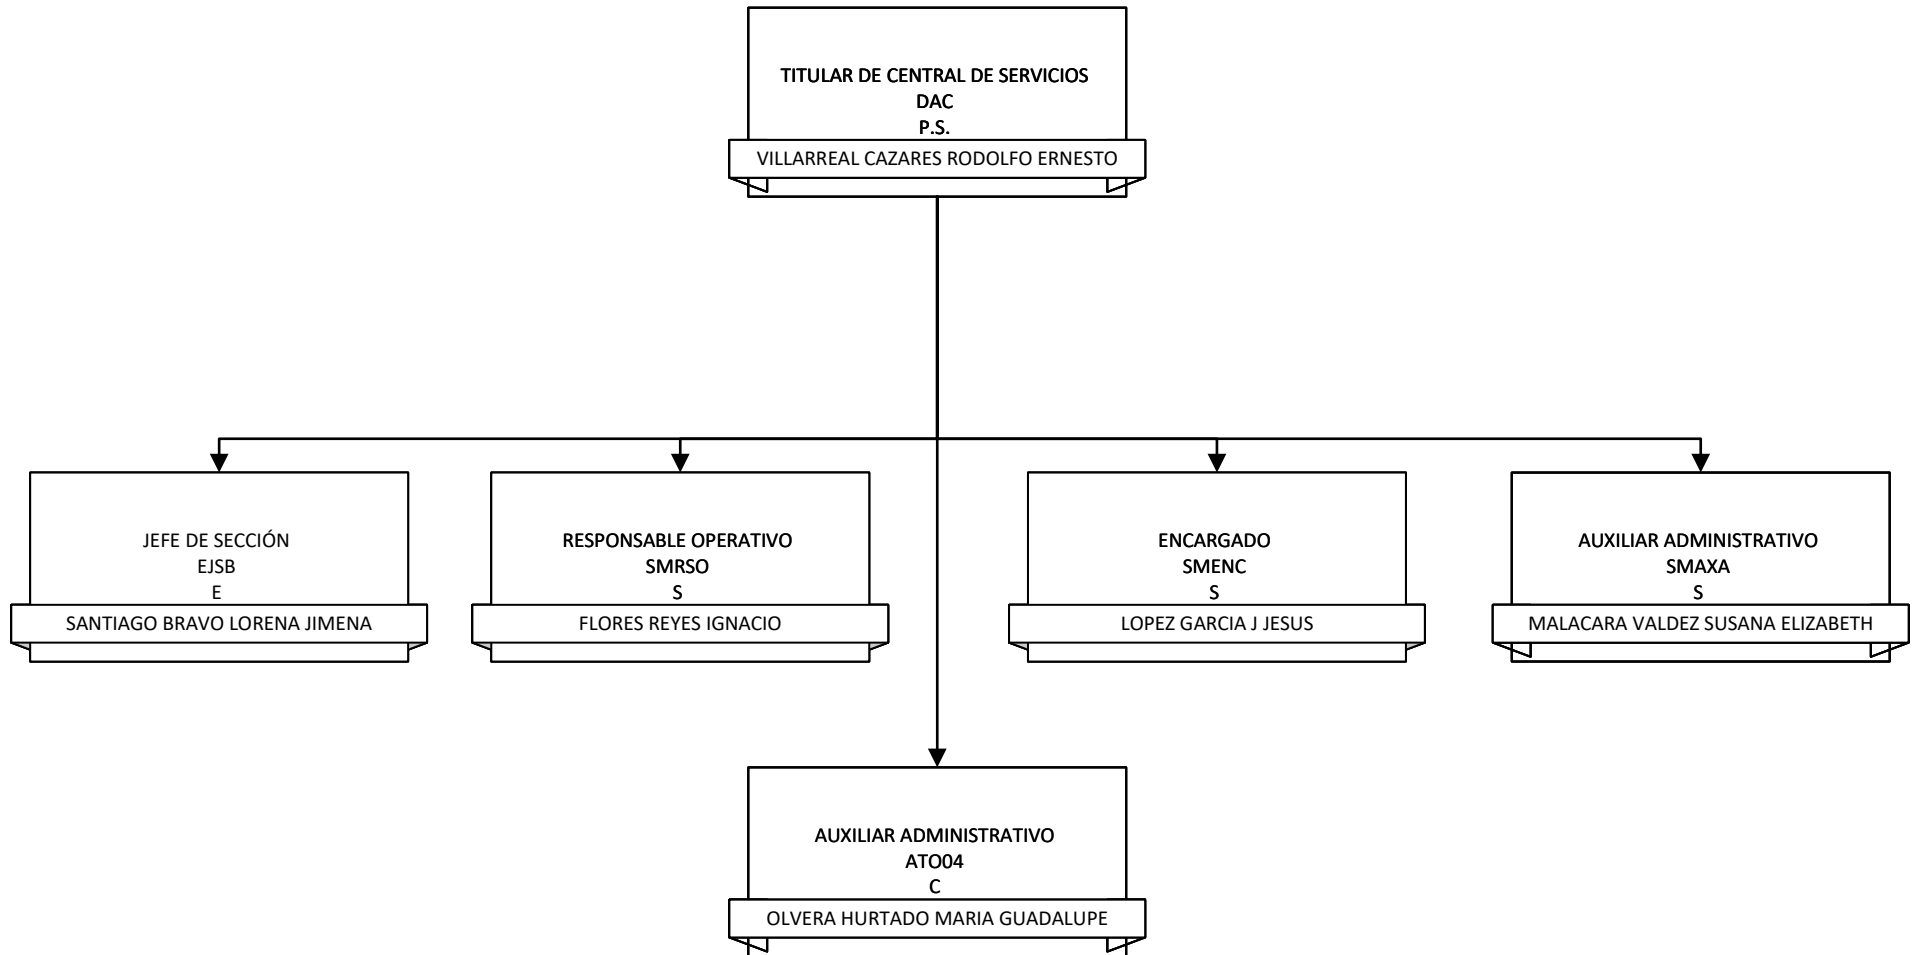 TITULAR DE CENTRAL DE SERVICIOS
DAC
P.S.
VILLARREAL CAZARES RODOLFO ERNESTO
JEFE DE SECCIÓN
EJSB
E
SANTIAGO BRAVO LORENA JIMENA
RESPONSABLE OPERATIVO
SMRSO
S
FLORES REYES IGNACIO
ENCARGADO
SMENC
S
LOPEZ GARCIA J JESUS
AUXILIAR ADMINISTRATIVO
SMAXA
S
MALACARA VALDEZ SUSANA ELIZABETH
AUXILIAR ADMINISTRATIVO
ATO04
C
OLVERA HURTADO MARIA GUADALUPE